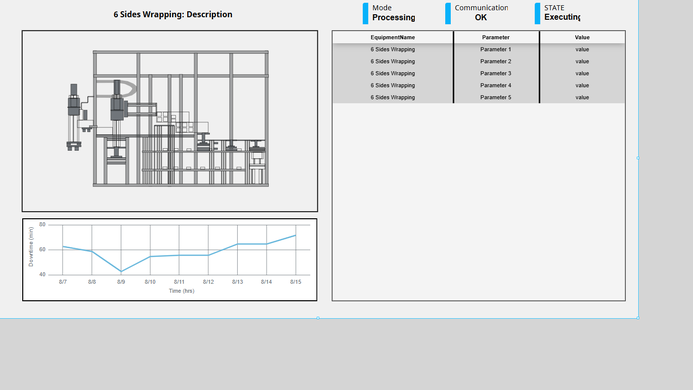 6 Sides Wrapping: Description
Mode
Processing
Communication
OK
STATE
Executing
EquipmentName Parameter Value
6 Sides Wrapping Parameter 1 value
6 Sides Wrapping Parameter 2 value
6 Sides Wrapping Parameter 3 value
6 Sides Wrapping Parameter 4 value
6 Sides Wrapping Parameter 5 value
Downtime (min)
80
60
40
8/7 8/8 8/9 8/10 8/11 8/12 8/13 8/14 8/15
Time (hrs)